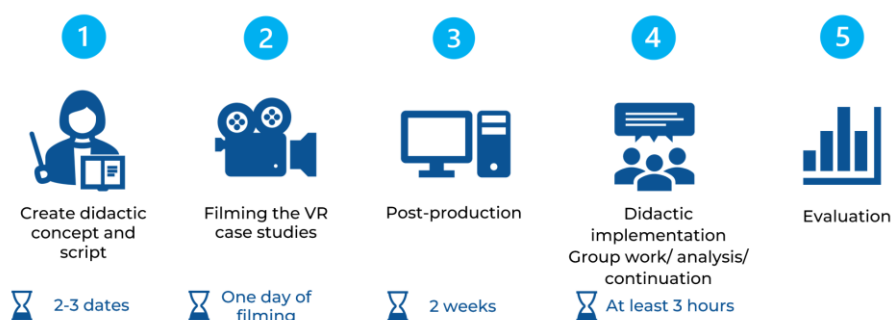 1
2
3
4
5
Create didactic
concept and
script
Filming the VR
case studies
Post-production
Didactic
implementation
Group work/ analysis/
continuation
Evaluation
2-3 dates
One day of
filming
2 weeks
At least 3 hours